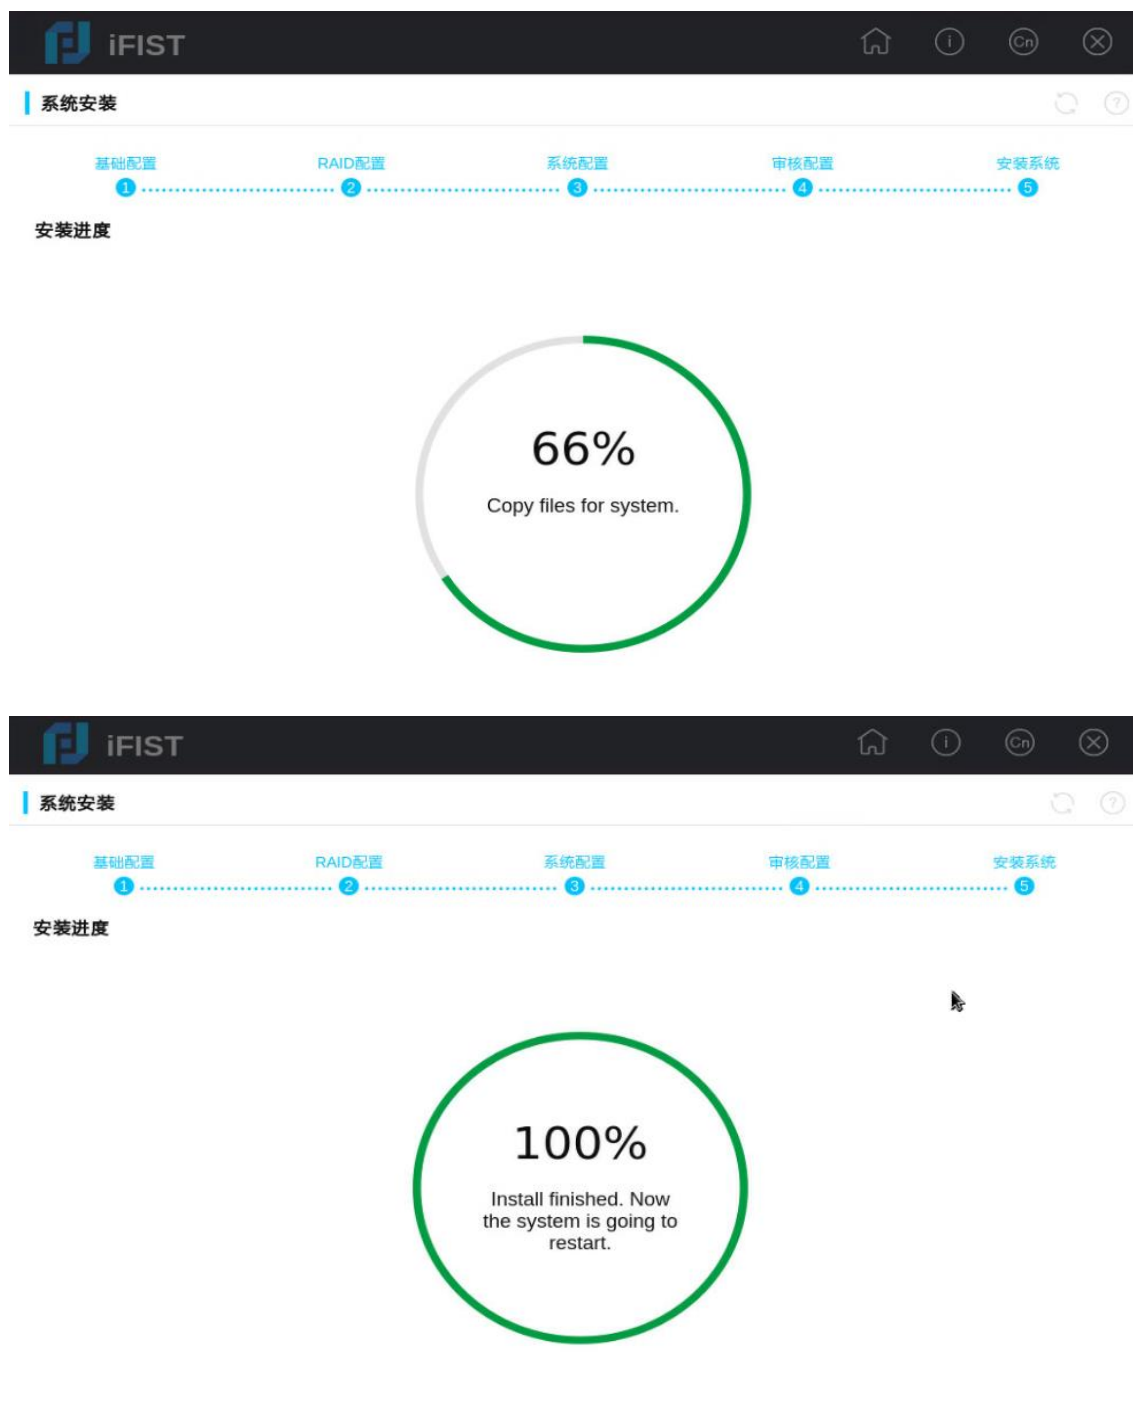 iFIST
i
Cn
系统安装
?
基础配置 RAID配置 系统配置 审核配置 安装系统
1 2 3 4 5
安装进度
66%
Copy files for system.
iFIST
i
Cn
系统安装
?
基础配置 RAID配置 系统配置 审核配置 安装系统
1 2 3 4 5
安装进度
100%
Install finished. Now
the system is going to
restart.